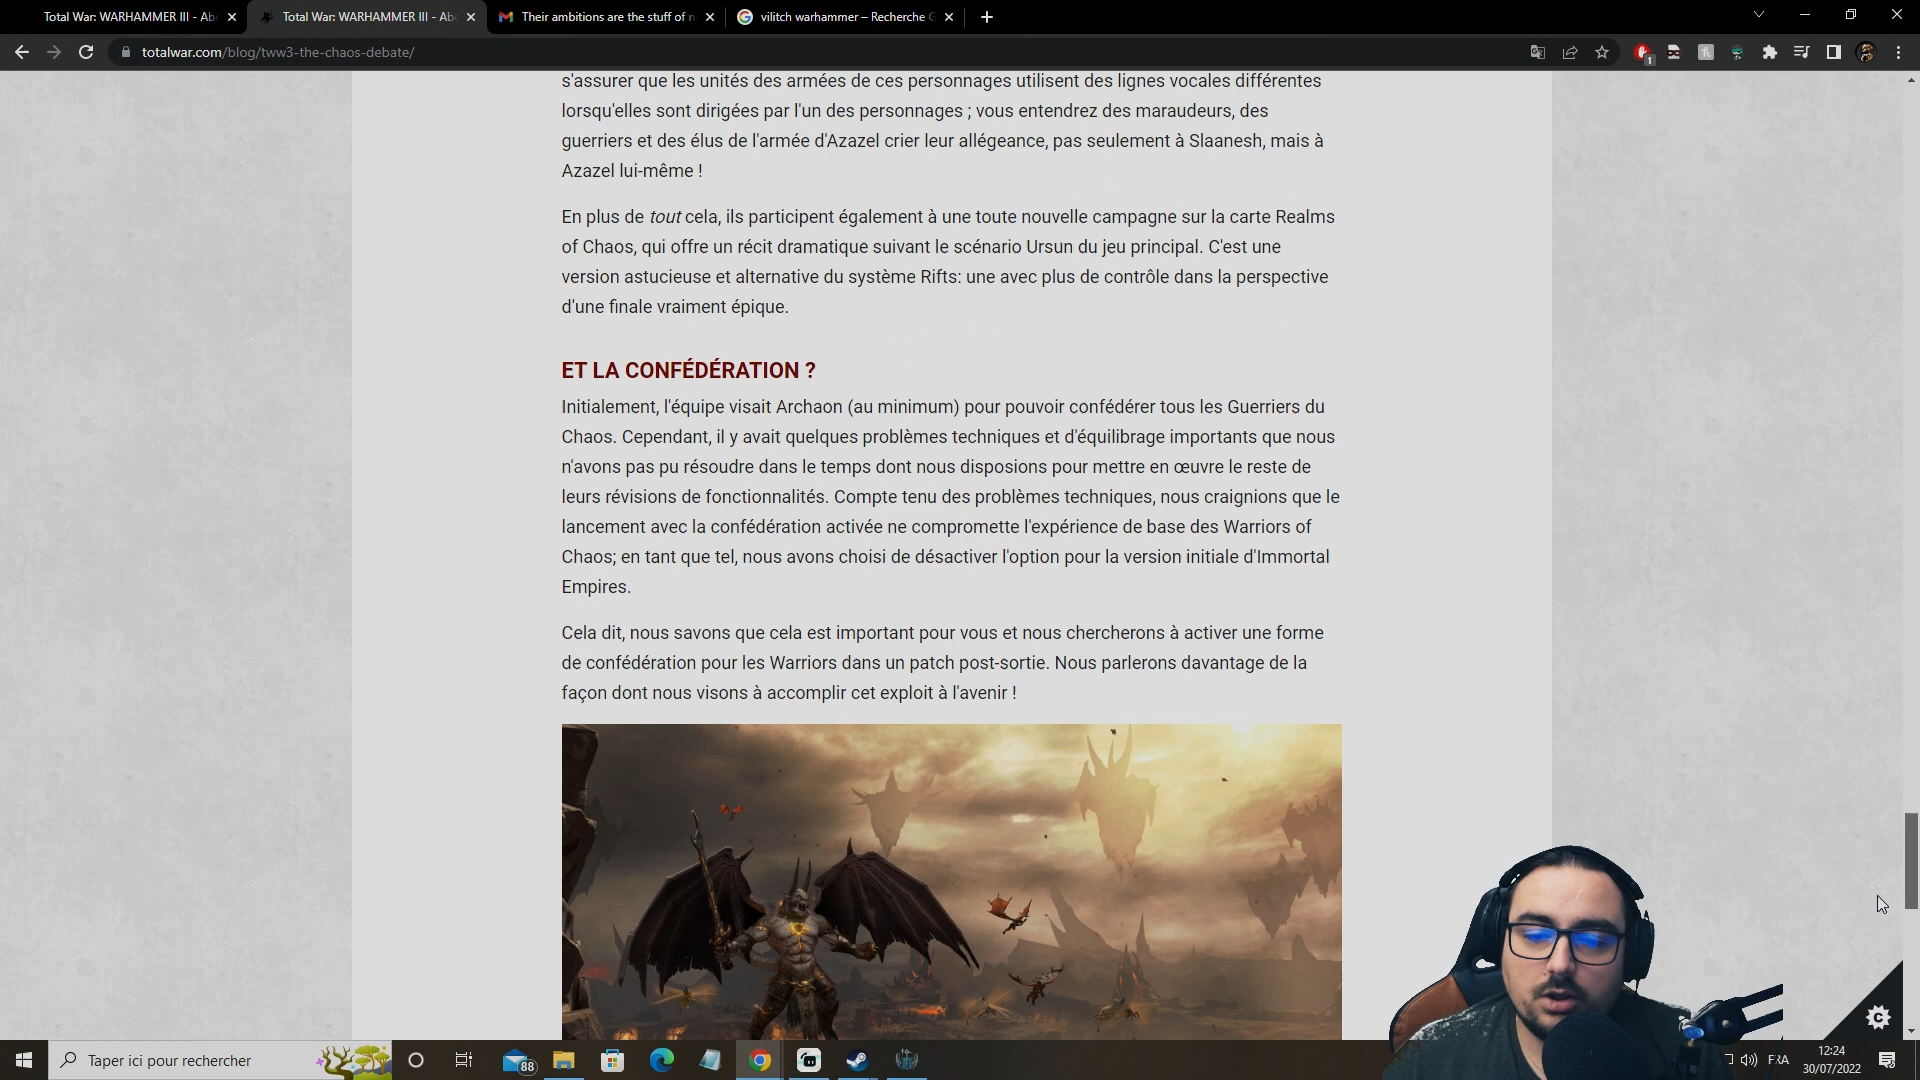 Total War: WARHAMMER III - Abo
Total War: WARHAMMER III - Abo
Their ambitions are the stuff of n
vilitch warhammer – Recherche G
totalwar.com/blog/tww3-the-chaos-debate/
1
s'assurer que les unités des armées de ces personnages utilisent des lignes vocales différentes
lorsqu'elles sont dirigées par l'un des personnages ; vous entendrez des maraudeurs, des
guerriers et des élus de l'armée d'Azazel crier leur allégeance, pas seulement à Slaanesh, mais à
Azazel lui-même !
En plus de tout cela, ils participent également à une toute nouvelle campagne sur la carte Realms
of Chaos, qui offre un récit dramatique suivant le scénario Ursun du jeu principal. C'est une
version astucieuse et alternative du système Rifts: une avec plus de contrôle dans la perspective
d'une finale vraiment épique.
ET LA CONFÉDÉRATION ?
Initialement, l'équipe visait Archaon (au minimum) pour pouvoir confédérer tous les Guerriers du
Chaos. Cependant, il y avait quelques problèmes techniques et d'équilibrage importants que nous
n'avons pas pu résoudre dans le temps dont nous disposions pour mettre en œuvre le reste de
leurs révisions de fonctionnalités. Compte tenu des problèmes techniques, nous craignions que le
lancement avec la confédération activée ne compromette l'expérience de base des Warriors of
Chaos; en tant que tel, nous avons choisi de désactiver l'option pour la version initiale d'Immortal
Empires.
Cela dit, nous savons que cela est important pour vous et nous chercherons à activer une forme
de confédération pour les Warriors dans un patch post-sortie. Nous parlerons davantage de la
façon dont nous visons à accomplir cet exploit à l'avenir !
Taper ici pour rechercher
88
FRA
12:24
30/07/2022